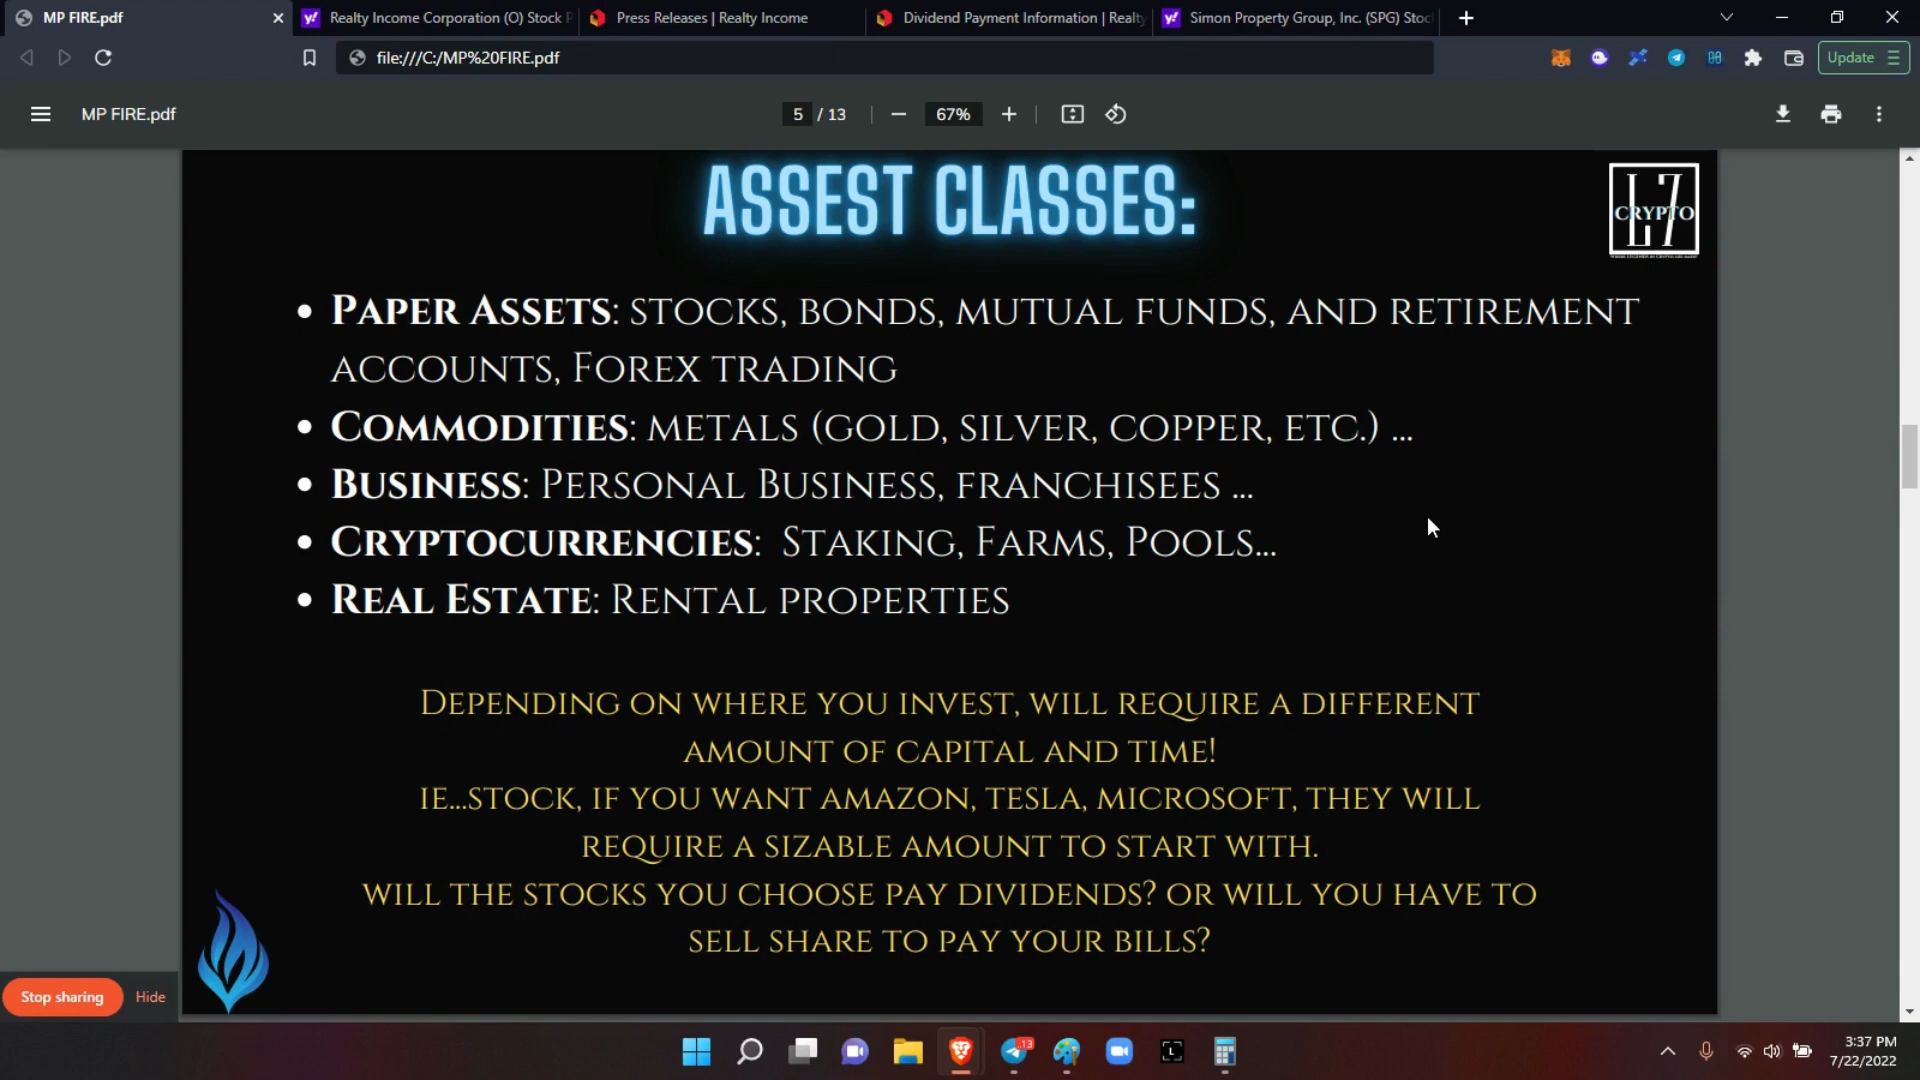 MP FIRE.pdf
Realty Income Corporation (O) Stock P
Press Releases | Realty Income
Dividend Payment Information | Realty
Simon Property Group, Inc. (SPG) Stoc
file:///C:/MP%20FIRE.pdf
Update
MP FIRE.pdf
5 / 13
67%
ASSEST CLASSES:
L7
CRYPTO
Paper Assets: stocks, bonds, mutual funds, and retirement
accounts, Forex trading
Commodities: metals (gold, silver, copper, etc.) ...
Business: Personal Business, franchisees ...
Cryptocurrencies: Staking, Farms, Pools...
Real Estate: Rental properties
Depending on where you invest, will require a different
amount of capital and time!
ie...stock, if you want amazon, tesla, microsoft, they will
require a sizable amount to start with.
will the stocks you choose pay dividends? or will you have to
sell share to pay your bills?
Stop sharing
Hide
13
3:37 PM
7/22/2022